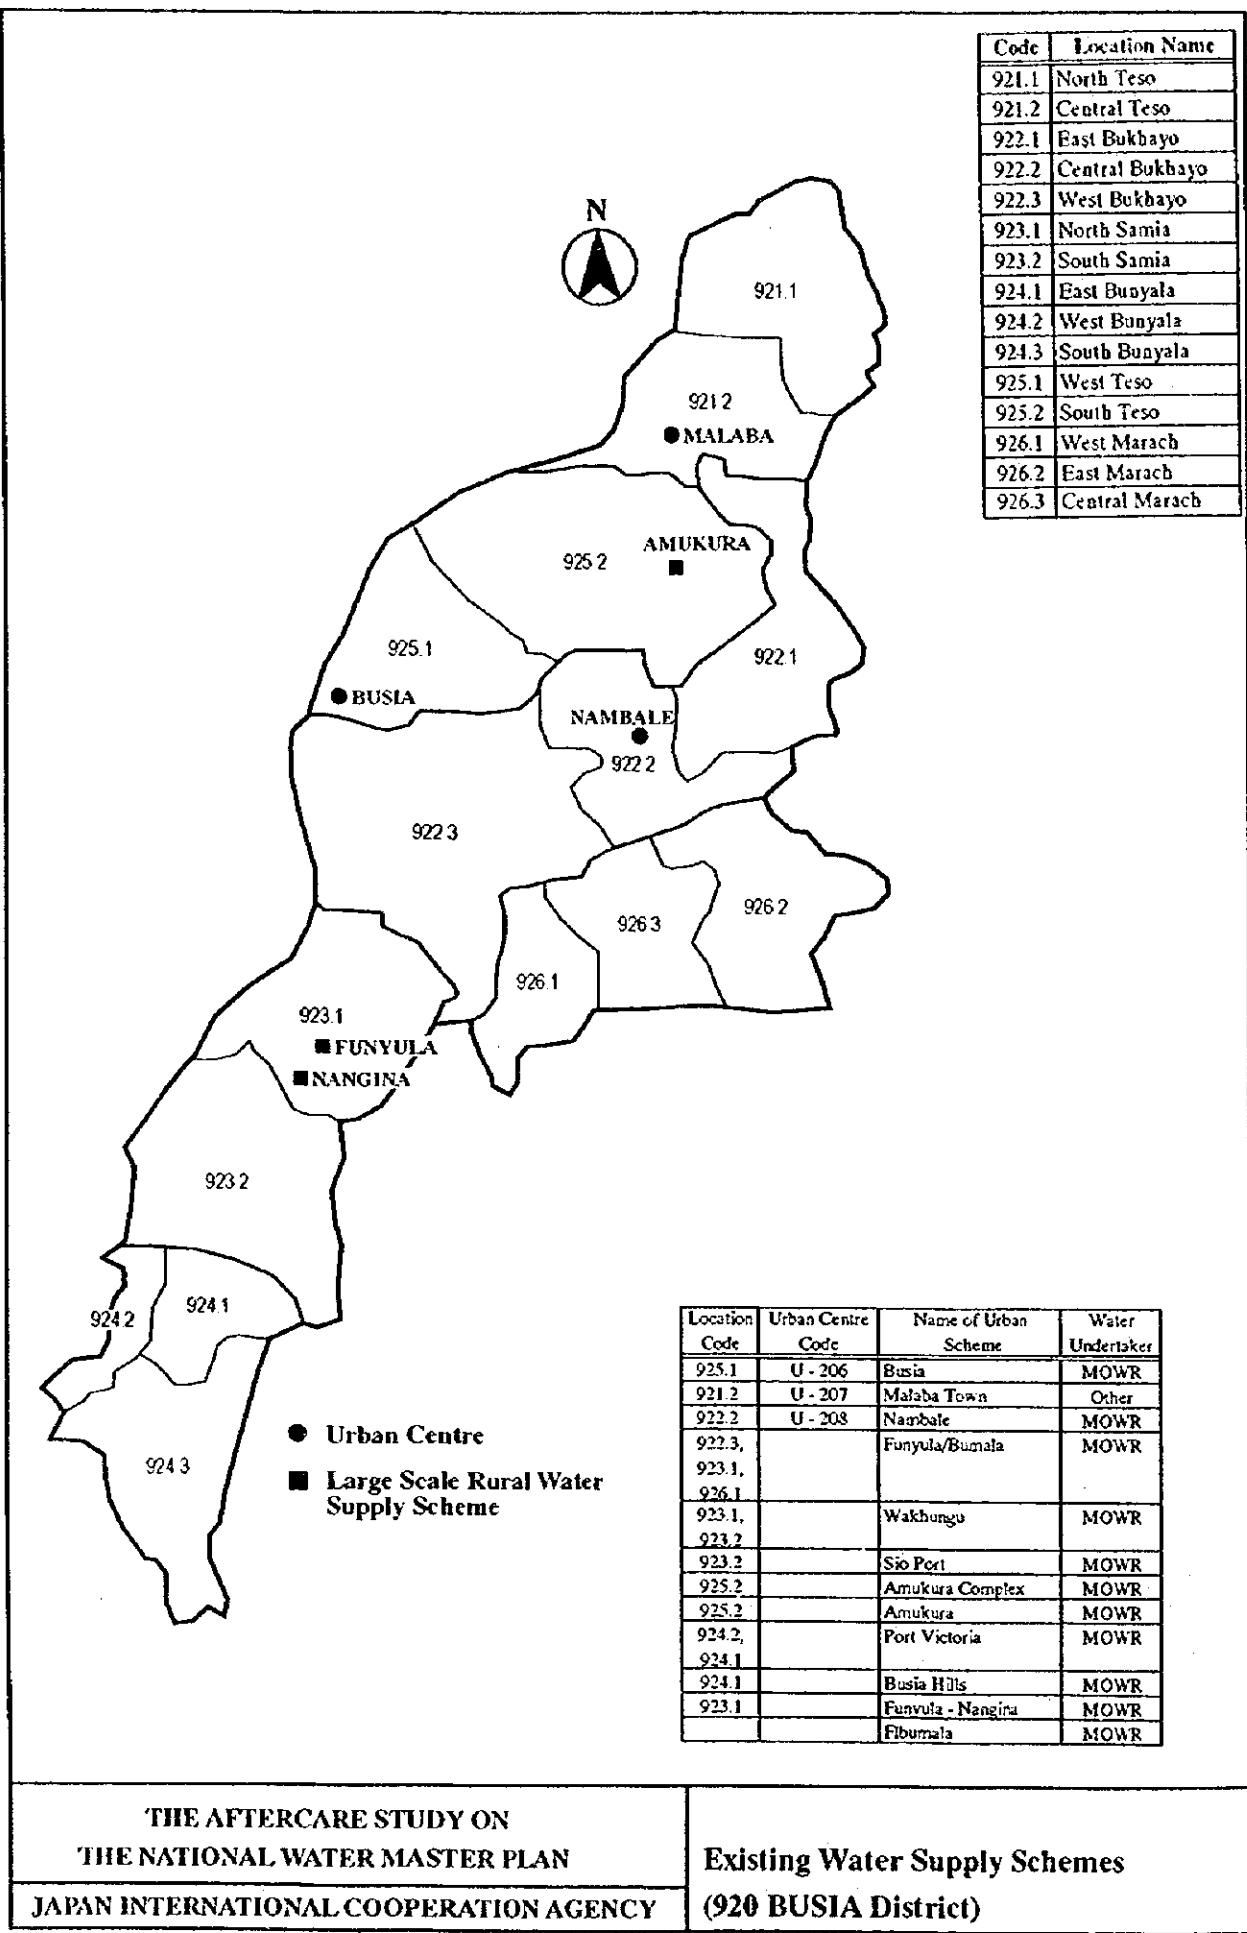 Code Location Name
921.1 North Teso
921.2 Central Teso
922.1 East Bukhayo
922.2 Central Bukhayo
922.3 West Bukhayo
923.1 North Samia
923.2 South Samia
924.1 East Bunyala
924.2 West Bunyala
924.3 South Bunyala
925.1 West Teso
925.2 South Teso
926.1 West Marach
926.2 East Marach
926.3 Central Marach
N
921.1
921.2
MALABA
AMUKURA
925.2
925.1
922.1
BUSIA
NAMBALE
922.2
922.3
926.2
926.3
926.1
923.1
FUNYULA
NANGINA
923.2
924.1
924.2
924.3
Urban Centre
Large Scale Rural Water
Supply Scheme
Location Urban Centre Name of Urban Water
Code Code Scheme Undertaker
925.1 U - 206 Busia MOWR
921.2 U - 207 Malaba Town Other
922.2 U - 208 Nambale MOWR
922.3, Funyula/Bumala MOWR
923.1,
926.1
923.1, Wakhungu MOWR
923.2
923.2 Sio Port MOWR
925.2 Amukura Complex MOWR
925.2 Amukura MOWR
924.2, Port Victoria MOWR
924.1
924.1 Busia Hills MOWR
923.1 Funyula - Nangina MOWR
Fibumala MOWR
THE AFTERCARE STUDY ON
THE NATIONAL WATER MASTER PLAN
JAPAN INTERNATIONAL COOPERATION AGENCY
Existing Water Supply Schemes
(920 BUSIA District)